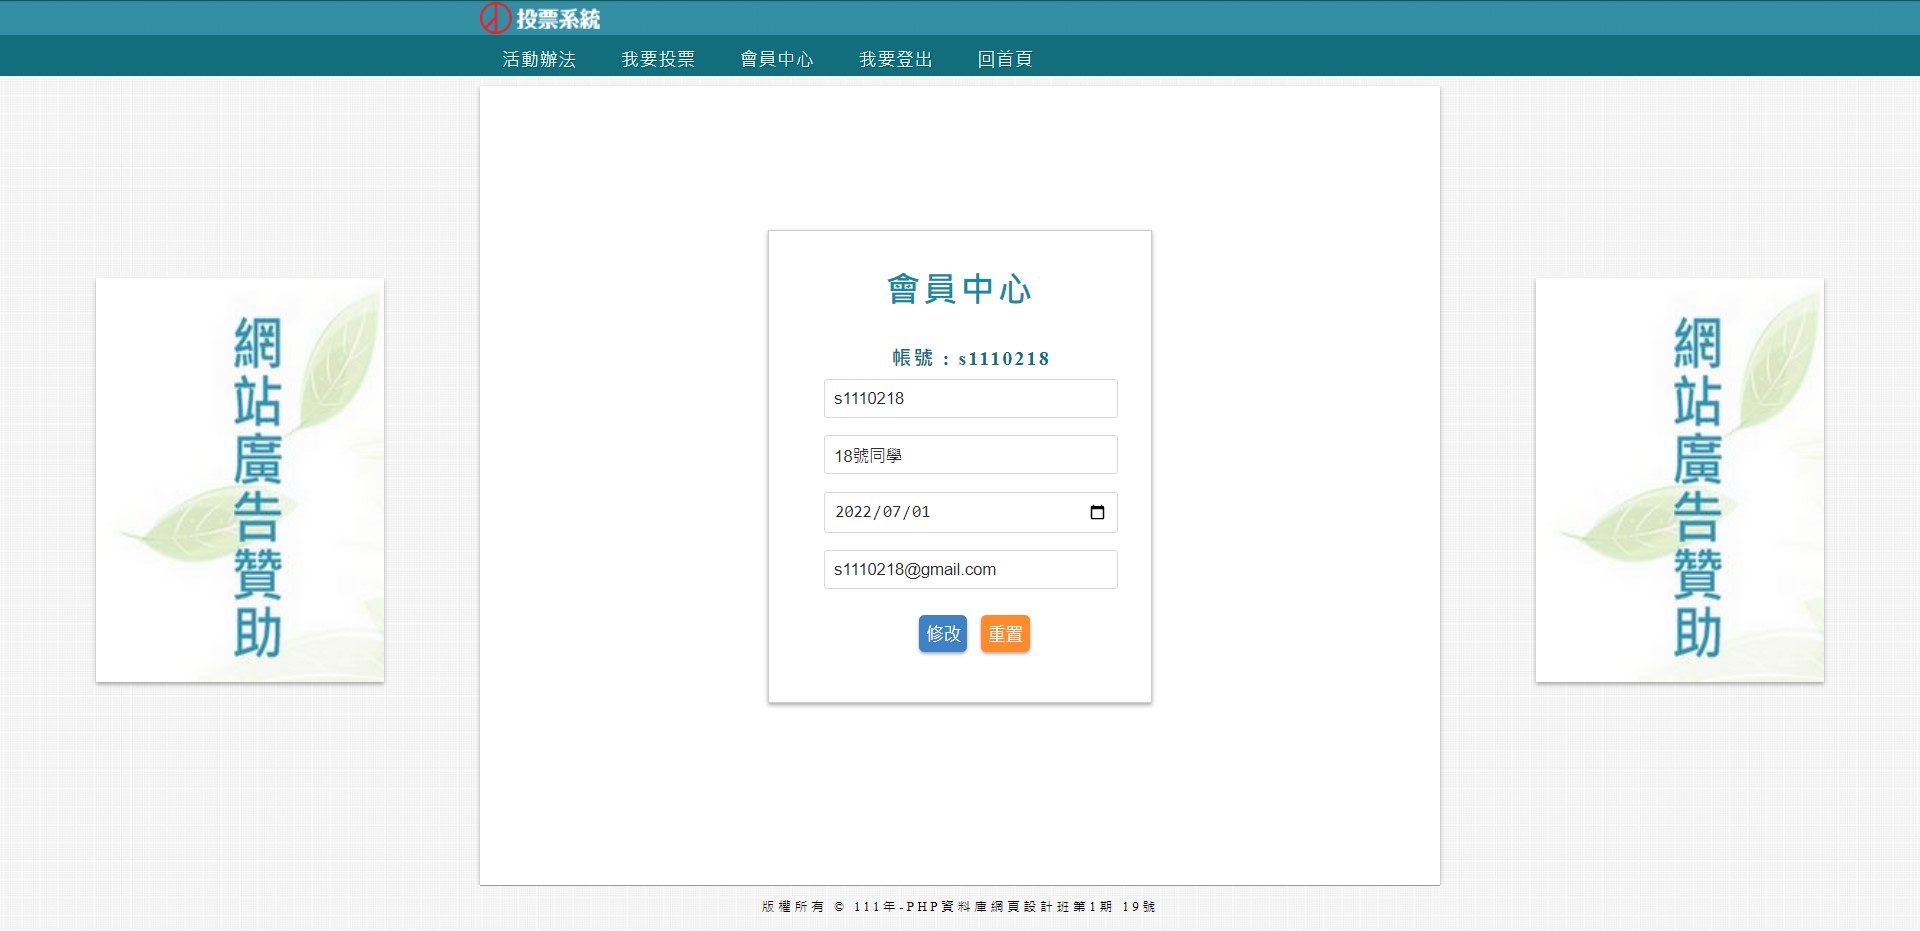 投票系統
活動辦法 我要投票 會員中心 我要登出 回首頁
網站廣告贊助
會員中心
帳號：s1110218
s1110218
18號同學
2022/07/01
s1110218@gmail.com
修改 重置
網站廣告贊助
版權所有 © 111年-PHP資料庫網頁設計班第1期 19號